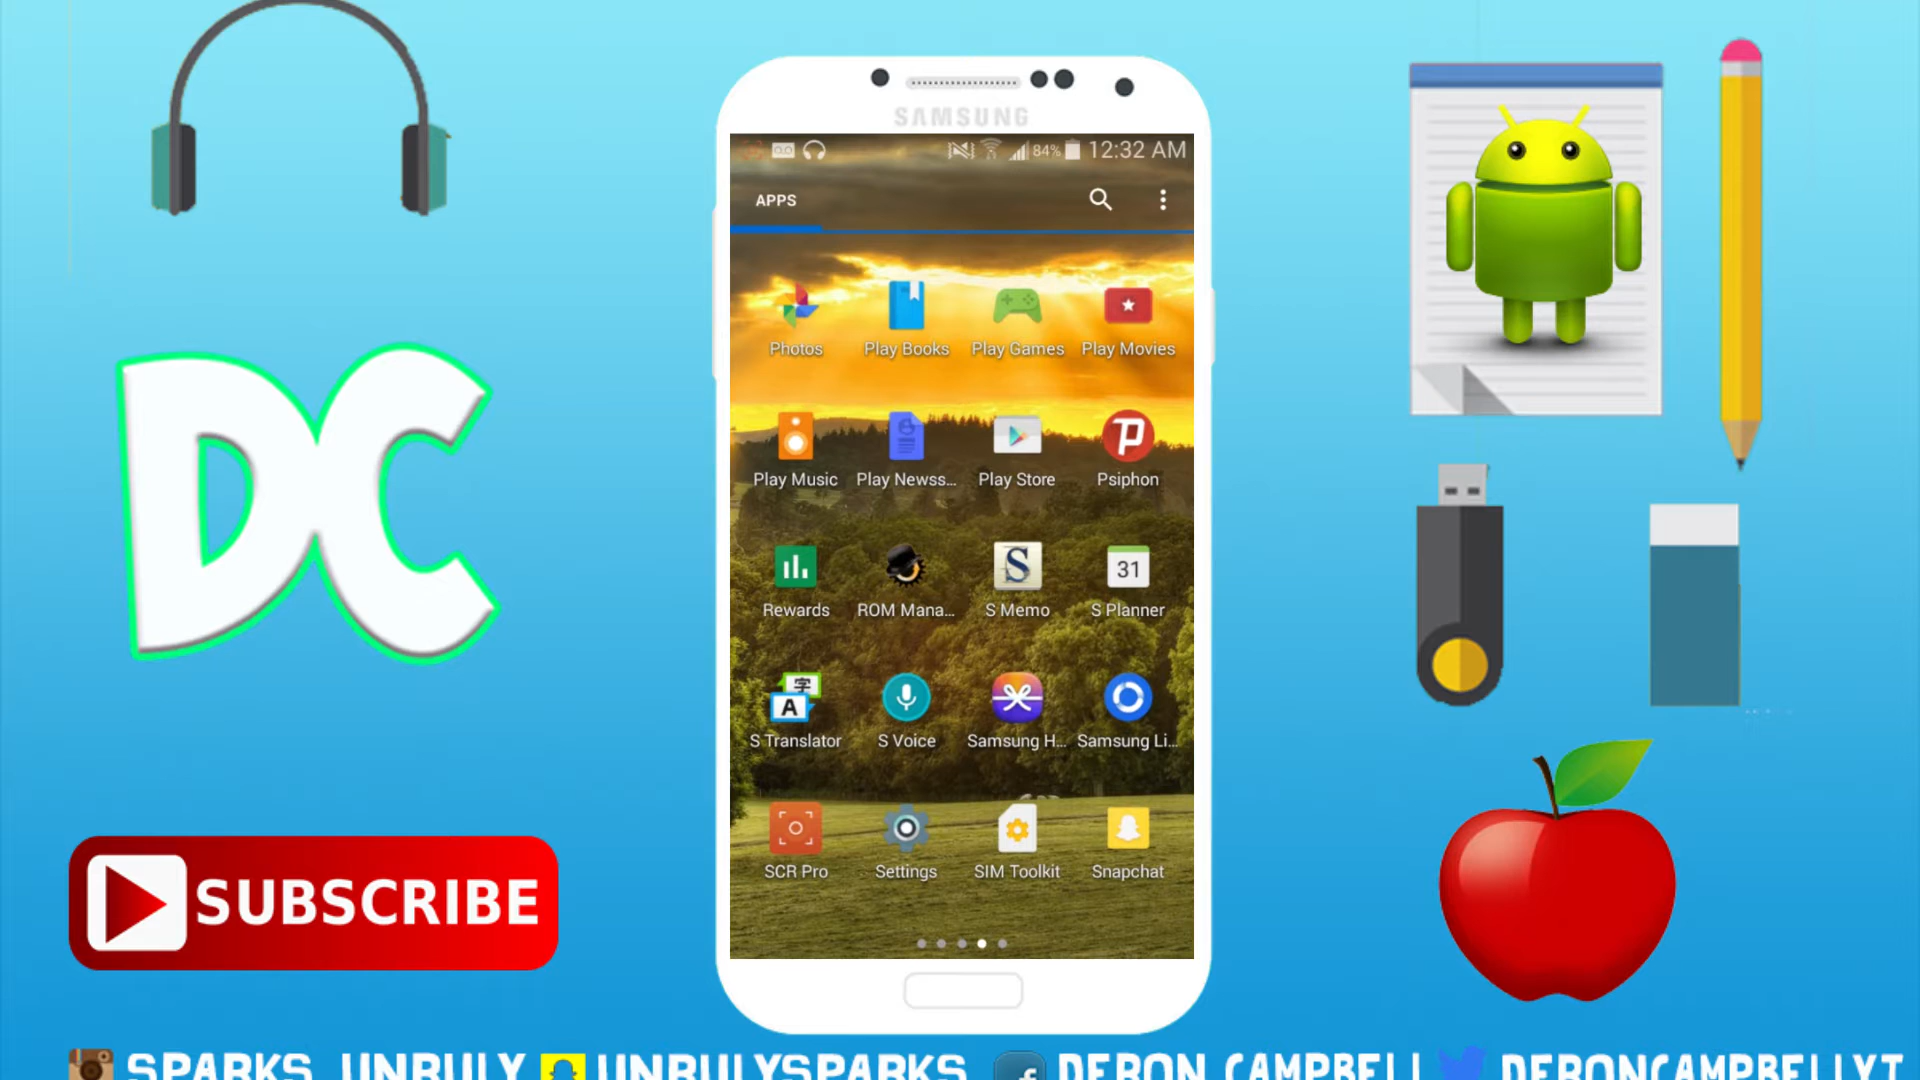 SAMSUNG
84% 12:32 AM
APPS
Photos Play Books Play Games Play Movies
Play Music Play Newss... Play Store Psiphon
31
Rewards ROM Mana... S Memo S Planner
字
A
S Translator S Voice Samsung H... Samsung Li...
SCR Pro Settings SIM Toolkit Snapchat
DC
SUBSCRIBE
SPARKS_UNRULY UNRULYSPARKS DERON CAMPBELL DERONCAMPBELLYT